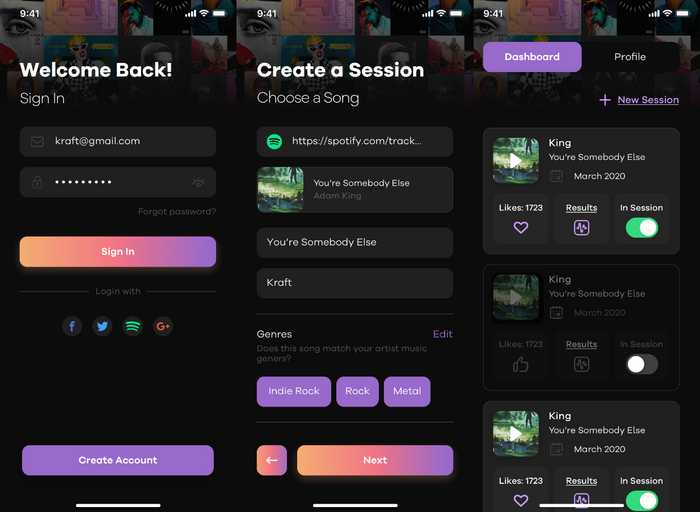 9:41
Welcome Back!
Sign In
kraft@gmail.com
Forgot password?
Sign In
Login with
Create Account
9:41
Create a Session
Choose a Song
https://spotify.com/track...
You're Somebody Else
Adam King
You're Somebody Else
Kraft
Genres
Edit
Does this song match your artist music
geners?
Indie Rock
Rock
Metal
Next
9:41
Dashboard
Profile
New Session
King
You're Somebody Else
March 2020
Likes: 1723
Results
In Session
King
You're Somebody Else
March 2020
Likes: 1723
Results
In Session
King
You're Somebody Else
March 2020
Likes: 1723
Results
In Session